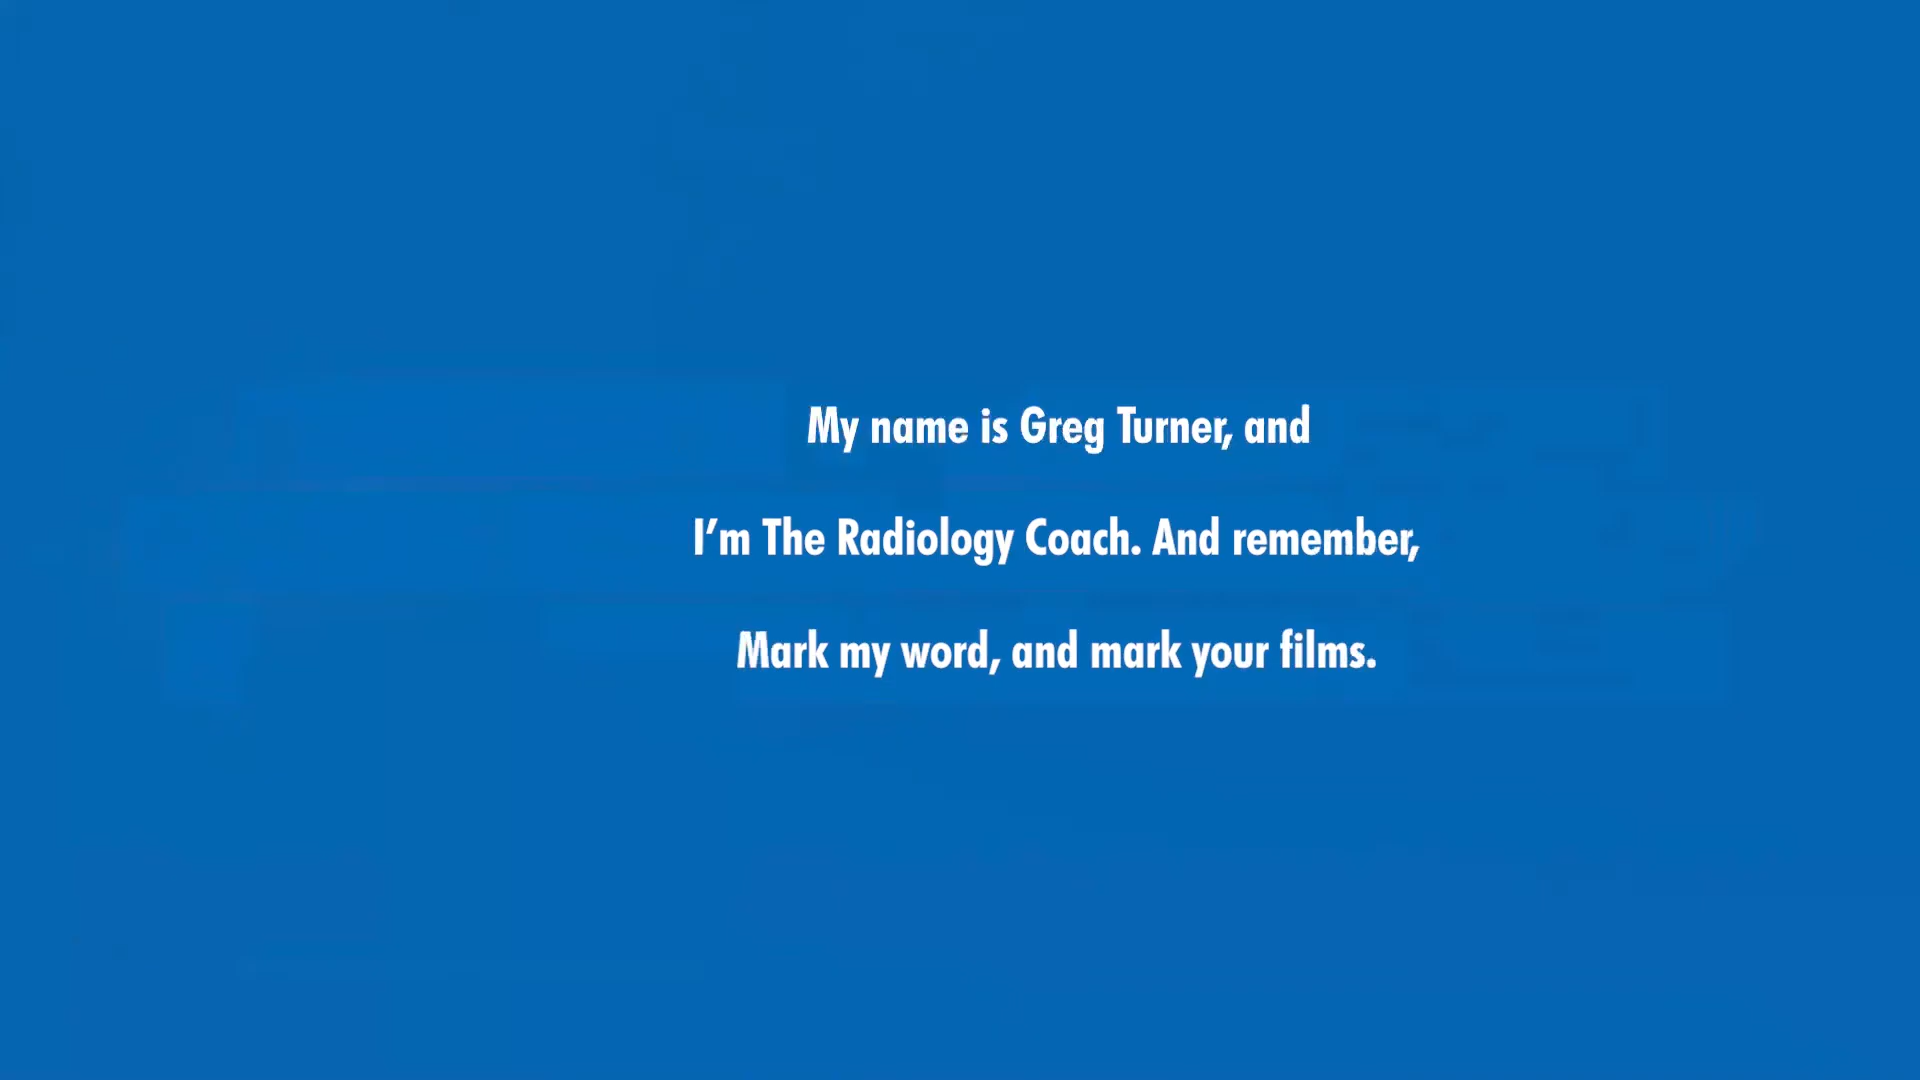 My name is Greg Turner, and
I’m The Radiology Coach. And remember,
Mark my word, and mark your films.